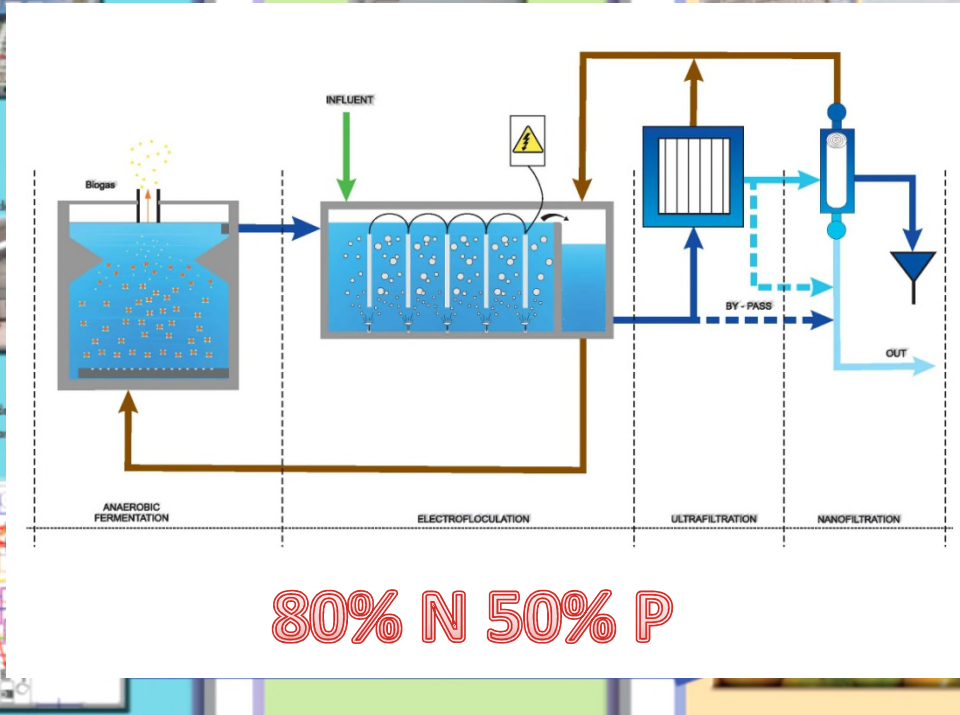 INFLUENT
Biogas
BY - PASS
OUT
ANAEROBIC
FERMENTATION
ELECTROFLOCULATION
ULTRAFILTRATION
NANOFILTRATION
80% N 50% P